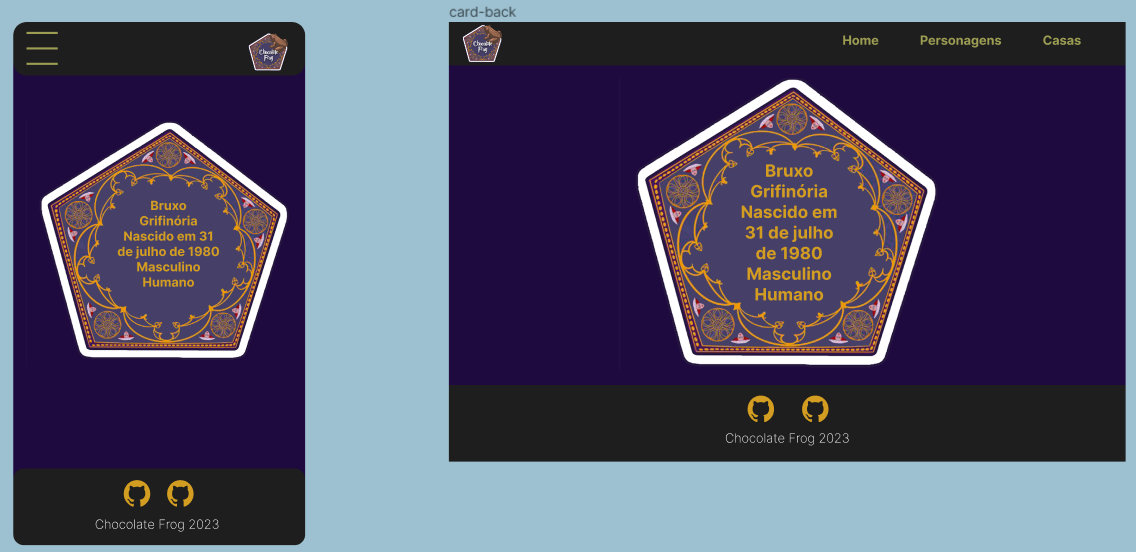 card-back
Chocolate
Frog
Bruxo
Grifinória
Nascido em 31
de julho de 1980
Masculino
Humano
Chocolate Frog 2023
Chocolate
Frog
Home Personagens Casas
Bruxo
Grifinória
Nascido em
31 de julho
de 1980
Masculino
Humano
Chocolate Frog 2023